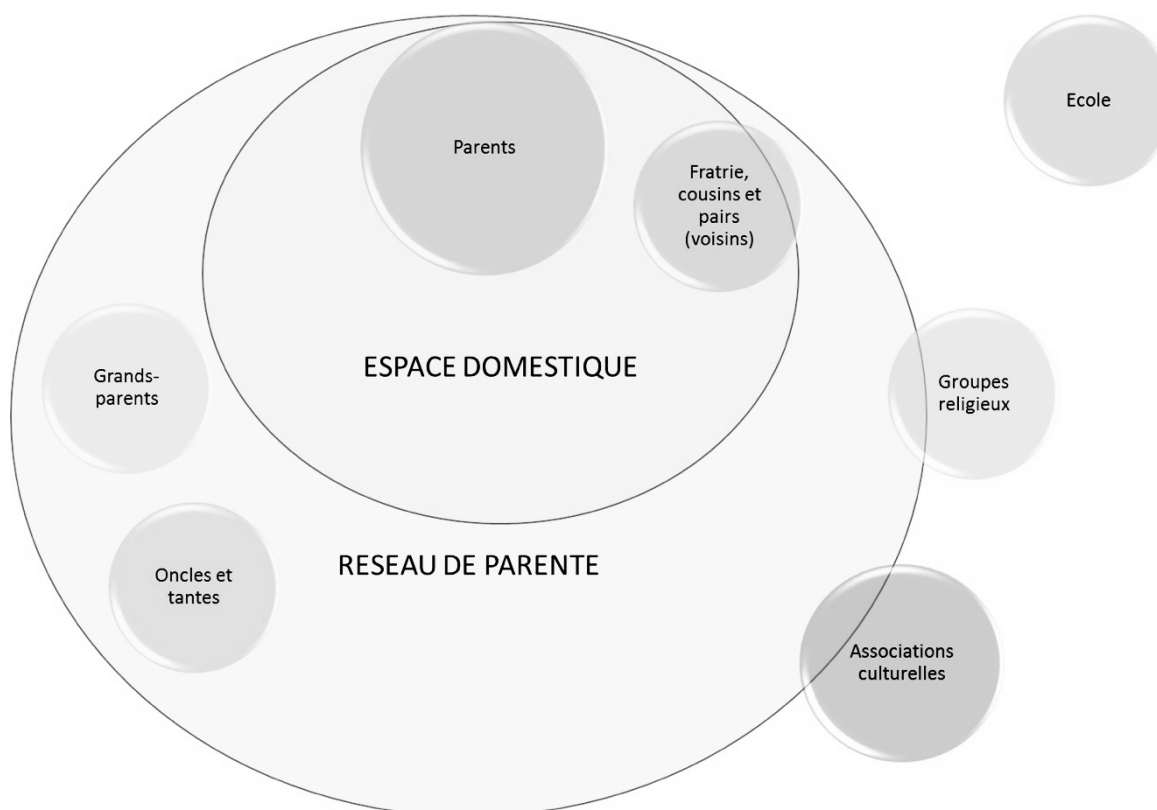 Ecole
Parents
Fratrie,
cousins et
pairs
(voisins)
ESPACE DOMESTIQUE
Grands-
parents
Groupes
religieux
RESEAU DE PARENTE
Oncles et
tantes
Associations
culturelles